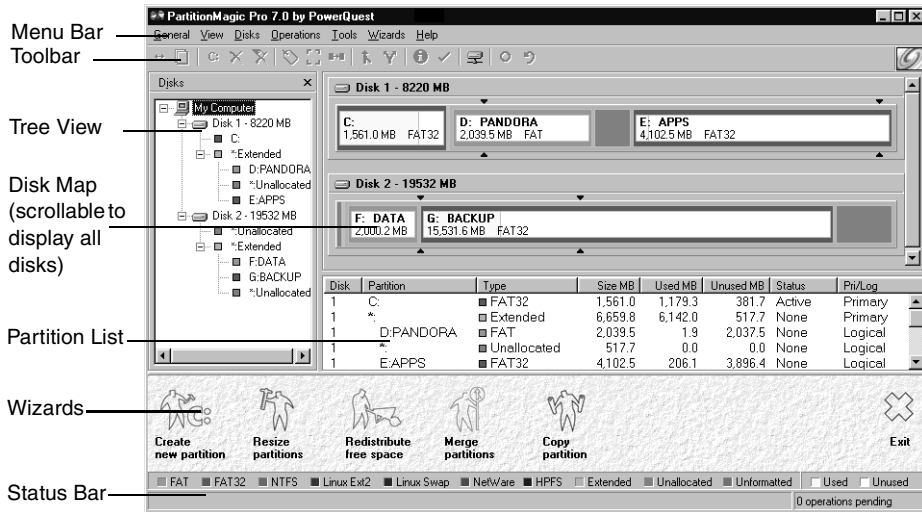 PartitionMagic Pro 7.0 by PowerQuest
Menu Bar
General View Disks Operations Tools Wizards Help
Toolbar
C:
Disks
Tree View
My Computer
Disk 1 - 8220 MB
C:
*:Extended
D:PANDORA
*:Unallocated
E:APPS
Disk 2 - 19532 MB
*:Unallocated
*:Extended
F:DATA
G:BACKUP
*:Unallocated
Disk Map
(scrollable to
display all
disks)
Disk 1 - 8220 MB
C: D: PANDORA E: APPS
1,561.0 MB FAT32 2,039.5 MB FAT 4,102.5 MB FAT32
Disk 2 - 19532 MB
F: DATA G: BACKUP
2,000.2 MB 15,531.6 MB FAT32
Partition List
Disk Partition Type Size MB Used MB Unused MB Status Pri/Log
1 C: FAT32 1,561.0 1,179.3 381.7 Active Primary
1 *: Extended 6,659.8 6,142.0 517.7 None Primary
1 D:PANDORA FAT 2,039.5 1.9 2,037.5 None Logical
1 *: Unallocated 517.7 0.0 0.0 None Logical
1 E:APPS FAT32 4,102.5 206.1 3,896.4 None Logical
Wizards
C:
Create
new partition
Resize
partitions
Redistribute
free space
Merge
partitions
Copy
partition
Exit
FAT FAT32 NTFS Linux Ext2 Linux Swap NetWare HPFS Extended Unallocated Unformatted Used Unused
Status Bar
0 operations pending